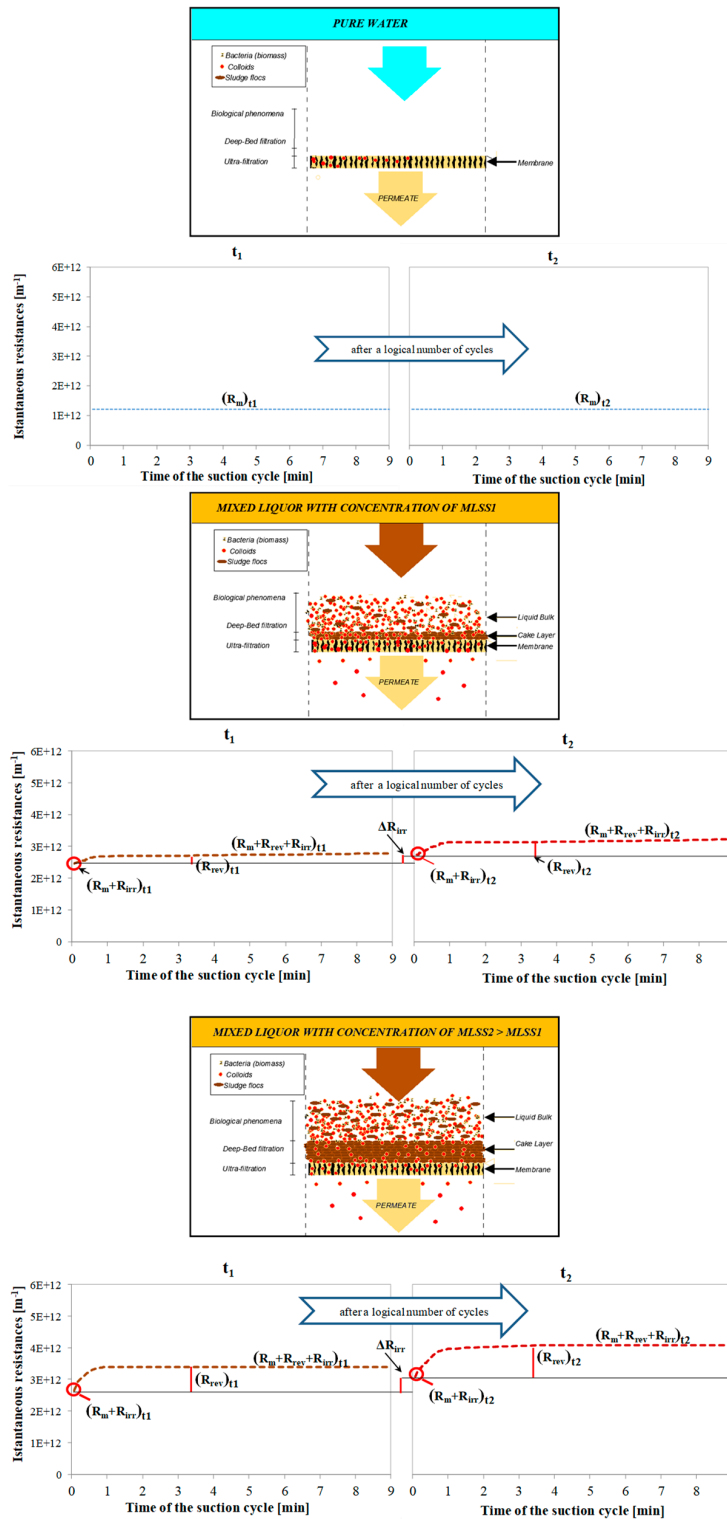 PURE WATER
Bacteria (biomass)
Colloids
Sludge flocs
Biological phenomena
Deep-Bed filtration
Ultra-filtration
Membrane
PERMEATE
t1
t2
Istantaneous resistances [m-1]
6E+12
5E+12
4E+12
3E+12
2E+12
1E+12
0
after a logical number of cycles
(Rm)t1
(Rm)t2
0 1 2 3 4 5 6 7 8 9
0 1 2 3 4 5 6 7 8 9
Time of the suction cycle [min]
Time of the suction cycle [min]
MIXED LIQUOR WITH CONCENTRATION OF MLSS1
Bacteria (biomass)
Colloids
Sludge flocs
Biological phenomena
Deep-Bed filtration
Ultra-filtration
Liquid Bulk
Cake Layer
Membrane
PERMEATE
t1
t2
Istantaneous resistances [m-1]
6E+12
5E+12
4E+12
3E+12
2E+12
1E+12
0
after a logical number of cycles
(Rm+Rrev+Rirr)t1
(Rrev)t1
(Rm+Rirr)t1
ΔRirr
(Rm+Rrev+Rirr)t2
(Rm+Rirr)t2
(Rrev)t2
0 1 2 3 4 5 6 7 8 9
0 1 2 3 4 5 6 7 8
Time of the suction cycle [min]
Time of the suction cycle [min]
MIXED LIQUOR WITH CONCENTRATION OF MLSS2 > MLSS1
Bacteria (biomass)
Colloids
Sludge flocs
Biological phenomena
Deep-Bed filtration
Ultra-filtration
Liquid Bulk
Cake Layer
Membrane
PERMEATE
t1
t2
Istantaneous resistances [m-1]
6E+12
5E+12
4E+12
3E+12
2E+12
1E+12
0
after a logical number of cycles
(Rm+Rrev+Rirr)t1
(Rrev)t1
(Rm+Rirr)t1
ΔRirr
(Rm+Rrev+Rirr)t2
(Rrev)t2
(Rm+Rirr)t2
0 1 2 3 4 5 6 7 8 9
0 1 2 3 4 5 6 7 8
Time of the suction cycle [min]
Time of the suction cycle [min]